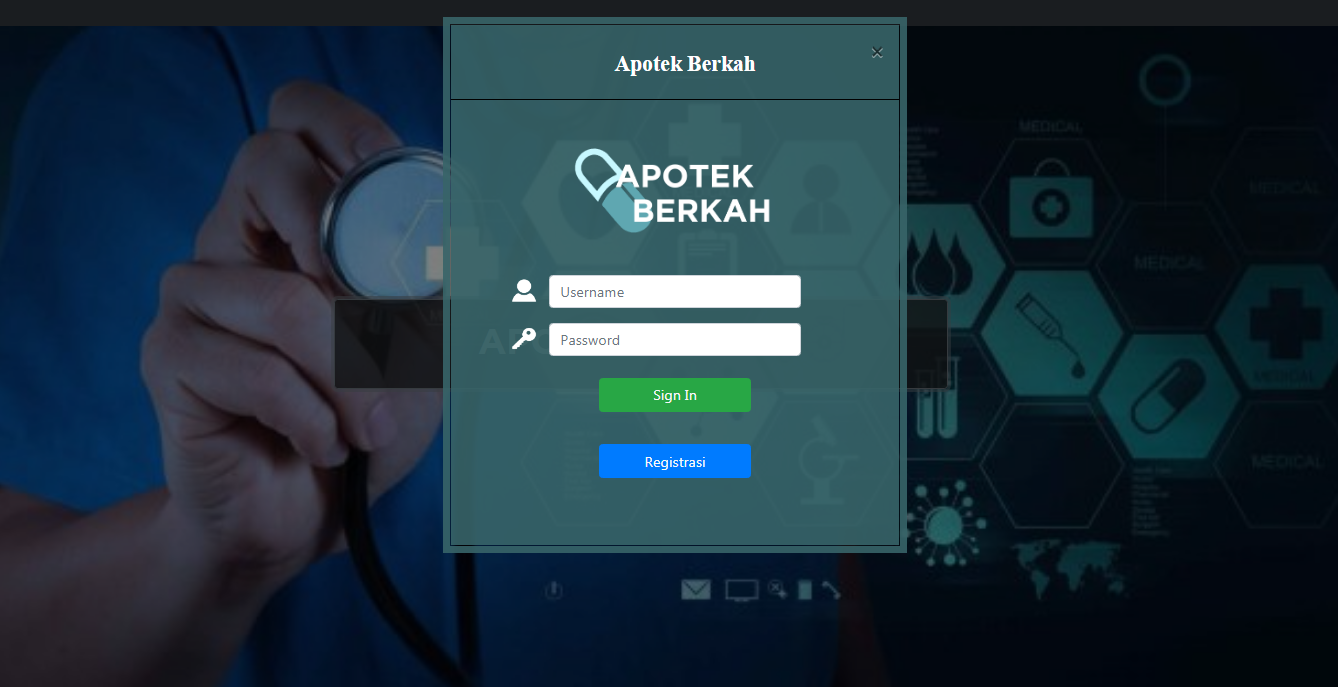 Apotek Berkah
×
APOTEK
BERKAH
Username
Password
Sign In
Registrasi
MEDICAL
MEDICAL
MEDICAL
MEDICAL
MEDICAL